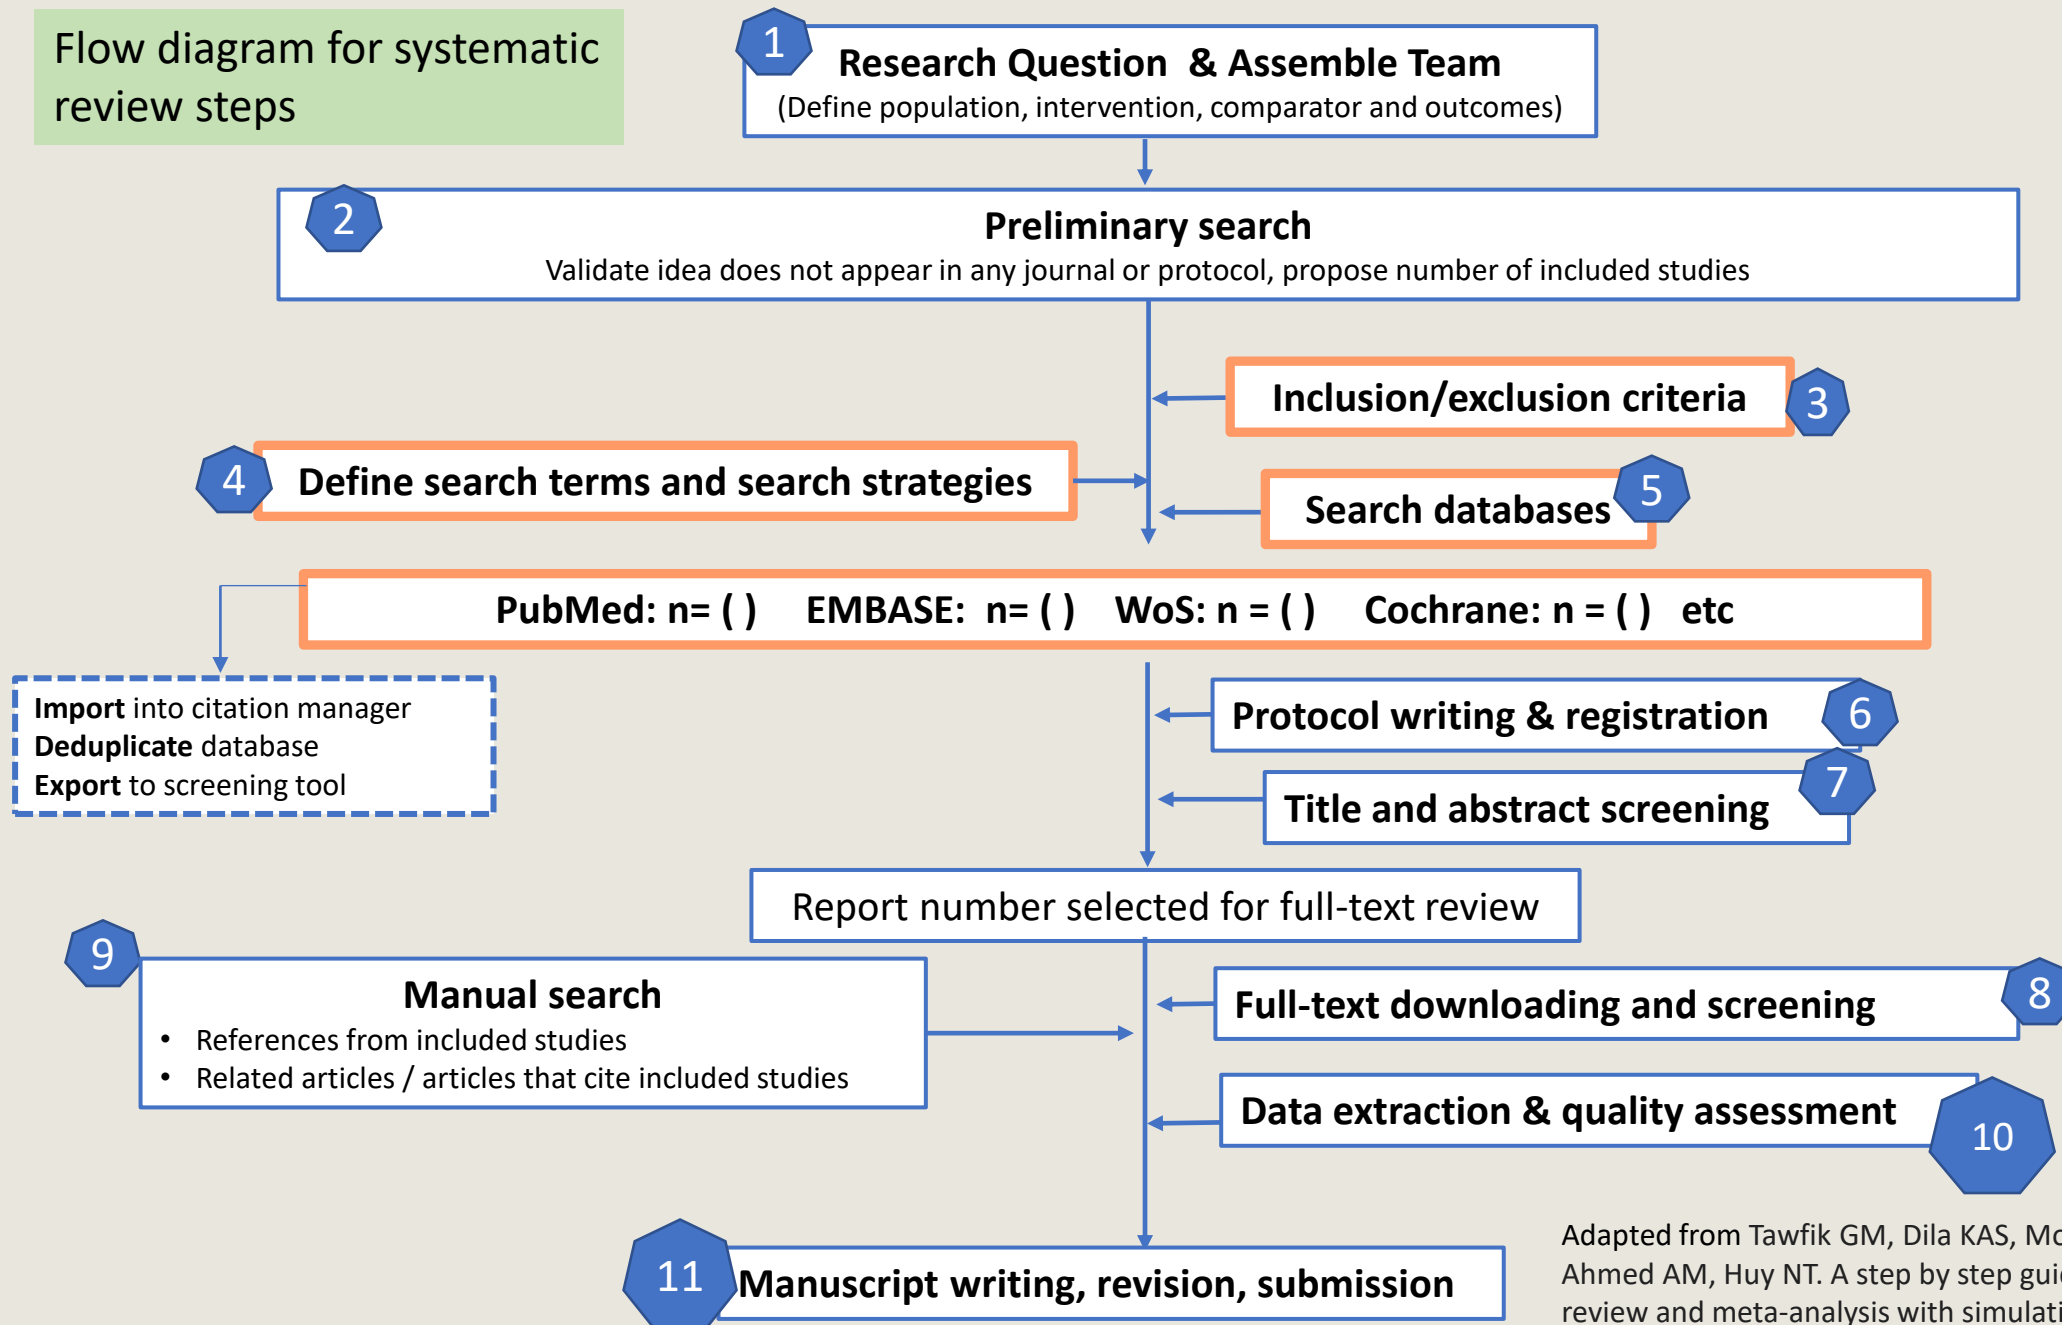 Flow diagram for systematic
review steps
1
Research Question & Assemble Team
(Define population, intervention, comparator and outcomes)
2
Preliminary search
Validate idea does not appear in any journal or protocol, propose number of included studies
Inclusion/exclusion criteria
3
4
Define search terms and search strategies
5
Search databases
PubMed: n= ( ) EMBASE: n= ( ) WoS: n = ( ) Cochrane: n = ( ) etc
Import into citation manager
Deduplicate database
Export to screening tool
Protocol writing & registration
6
7
Title and abstract screening
Report number selected for full-text review
9
Manual search
• References from included studies
• Related articles / articles that cite included studies
Full-text downloading and screening
8
Data extraction & quality assessment
10
11
Manuscript writing, revision, submission
Adapted from Tawfik GM, Dila KAS,
Ahmed AM, Huy NT. A step by step
review and meta-analysis with